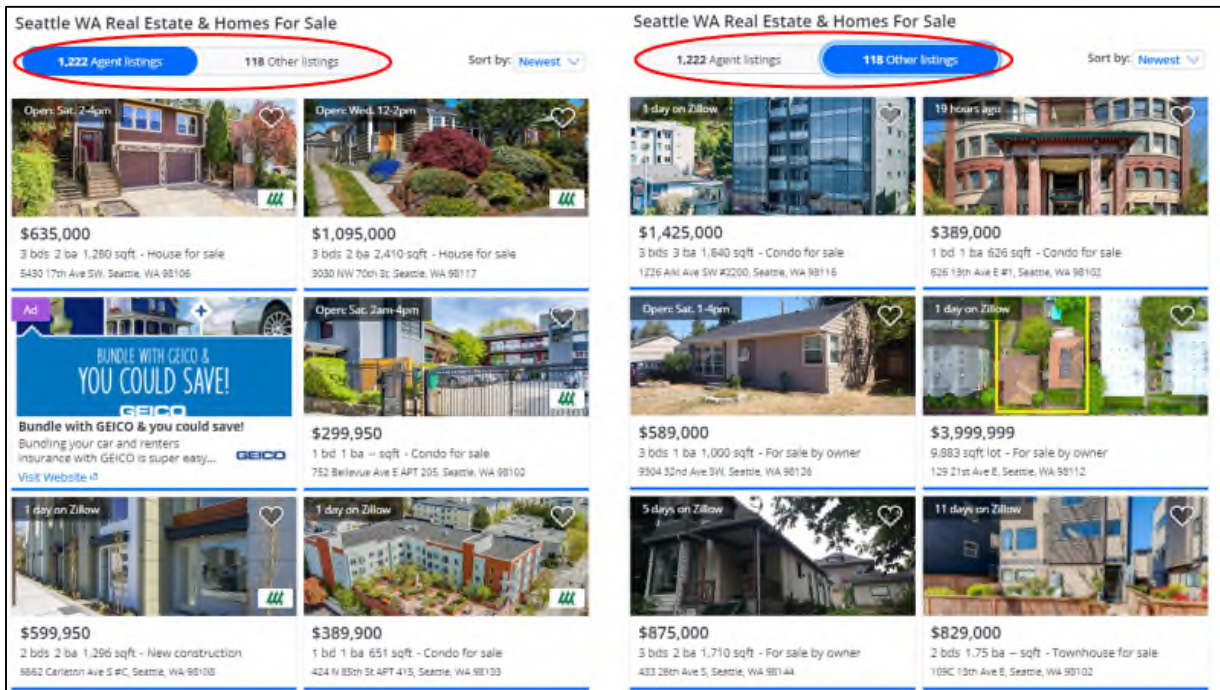 Seattle WA Real Estate & Homes For Sale
1,222 Agent listings
118 Other listings
Sort by: Newest
Open: Sat. 2-4pm
Open: Wed. 12-2pm
$635,000
3 bds 2 ba 1,280 sqft - House for sale
5430 17th Ave SW, Seattle, WA 98106
$1,095,000
3 bds 2 ba 2,410 sqft - House for sale
3030 NW 70th St, Seattle, WA 98117
Ad
BUNDLE WITH GEICO &
YOU COULD SAVE!
GEICO
Bundle with GEICO & you could save!
Bundling your car and renters
insurance with GEICO is super easy...
GEICO
Visit Website
Open: Sat. 2am-4pm
$299,950
1 bd 1 ba -- sqft - Condo for sale
752 Bellevue Ave E APT 205, Seattle, WA 98102
1 day on Zillow
1 day on Zillow
$599,950
2 bds 2 ba 1,296 sqft - New construction
Carleton Ave S #C, Seattle, WA 98108
$389,900
1 bd 1 ba 651 sqft - Condo for sale
424 N 85th St APT 415, Seattle, WA 98103
Seattle WA Real Estate & Homes For Sale
1,222 Agent listings
118 Other listings
Sort by: Newest
1 day on Zillow
19 hours ago
$1,425,000
3 bds 3 ba 1,640 sqft - Condo for sale
1226 Alki Ave SW #2200, Seattle, WA 98116
$389,000
1 bd 1 ba 626 sqft - Condo for sale
626 13th Ave E #1, Seattle, WA 98102
Open: Sat. 1-4pm
1 day on Zillow
$589,000
3 bds 1 ba 1,000 sqft - For sale by owner
9304 32nd Ave SW, Seattle, WA 98126
$3,999,999
9,883 sqft lot - For sale by owner
129 21st Ave E, Seattle, WA 98112
5 days on Zillow
11 days on Zillow
$875,000
3 bds 2 ba 1,710 sqft - For sale by owner
433 26th Ave S, Seattle, WA 98144
$829,000
2 bds 1.75 ba -- sqft - Townhouse for sale
109C 13th Ave E, Seattle, WA 98102